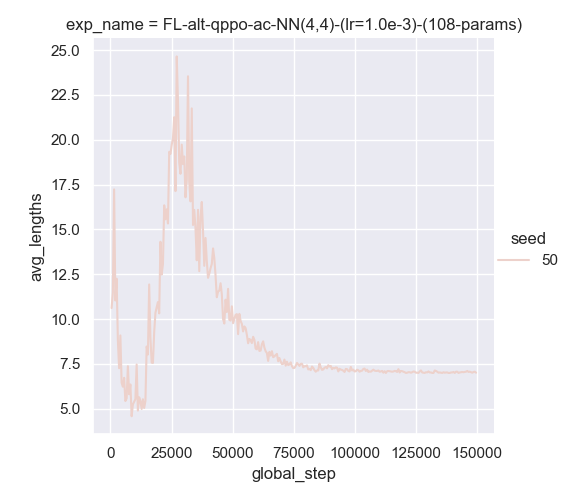 exp_name = FL-alt-qppo-ac-NN(4,4)-(lr=1.0e-3)-(108-params)
25.0
22.5
20.0
17.5
15.0
12.5
10.0
7.5
5.0
avg_lengths
0 25000 50000 75000 100000 125000 150000
global_step
seed
50